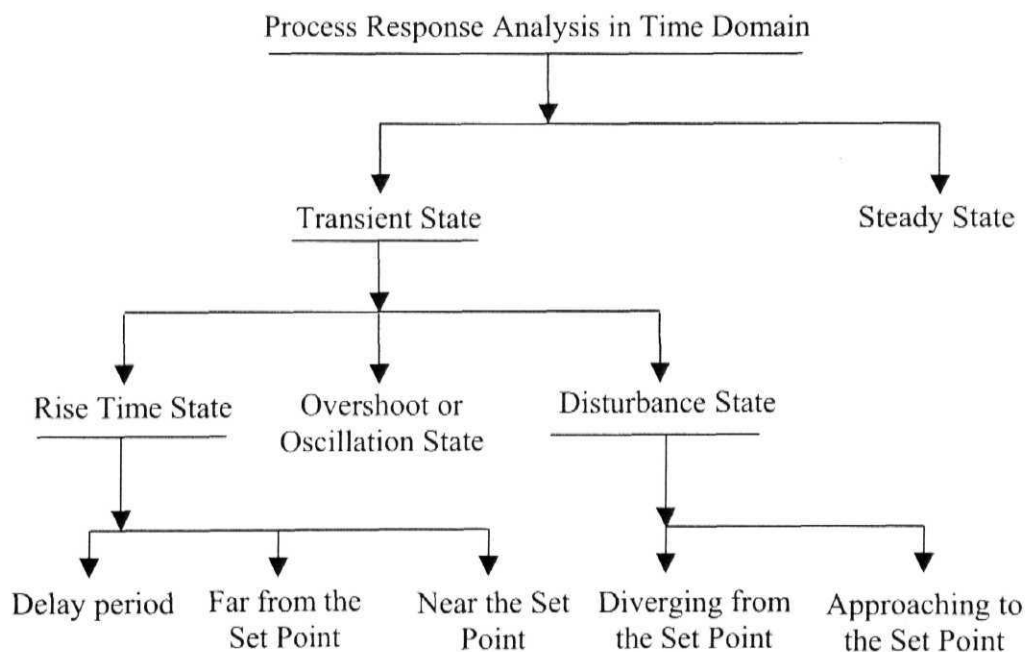 Process Response Analysis in Time Domain
Transient State
Steady State
Rise Time State
Overshoot or
Oscillation State
Disturbance State
Delay period
Far from the
Set Point
Near the Set
Point
Diverging from
the Set Point
Approaching to
the Set Point